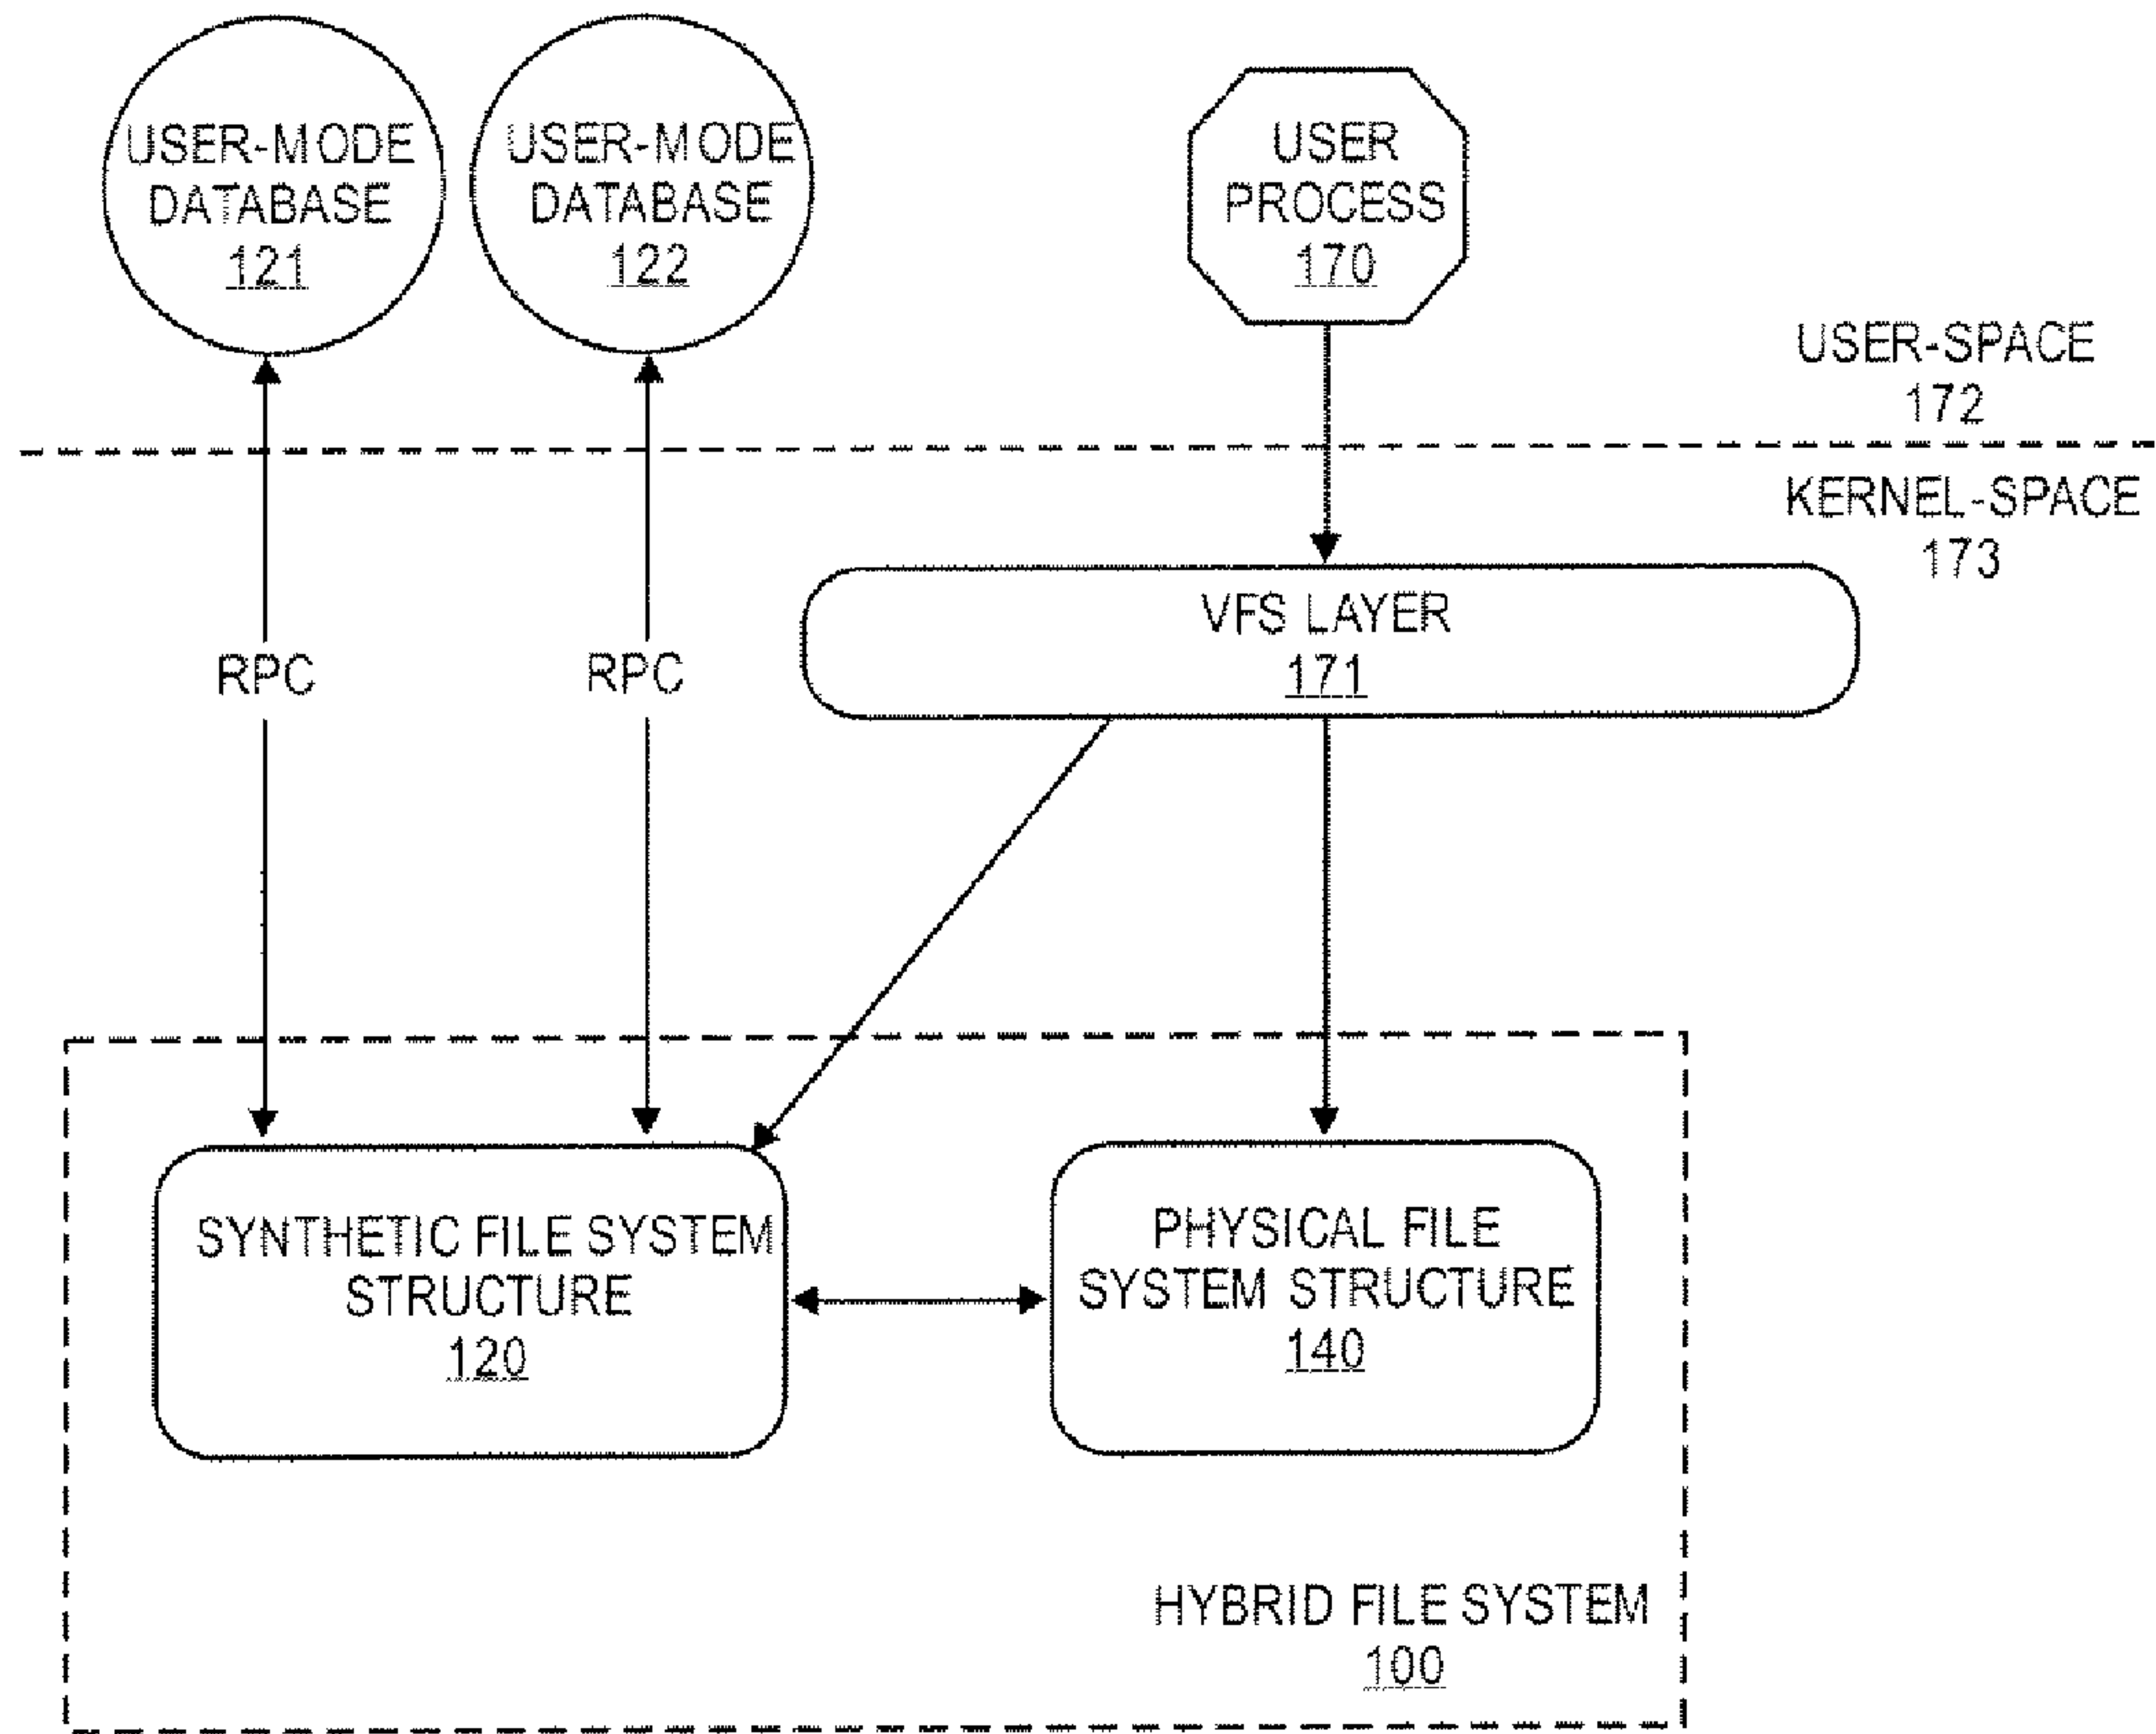 USER-MODE
DATABASE
121
USER-MODE
DATABASE
122
USER
PROCESS
170
USER-SPACE
172
KERNEL-SPACE
173
VFS LAYER
171
RPC
RPC
SYNTHETIC FILE SYSTEM
STRUCTURE
120
PHYSICAL FILE
SYSTEM STRUCTURE
140
HYBRID FILE SYSTEM
100